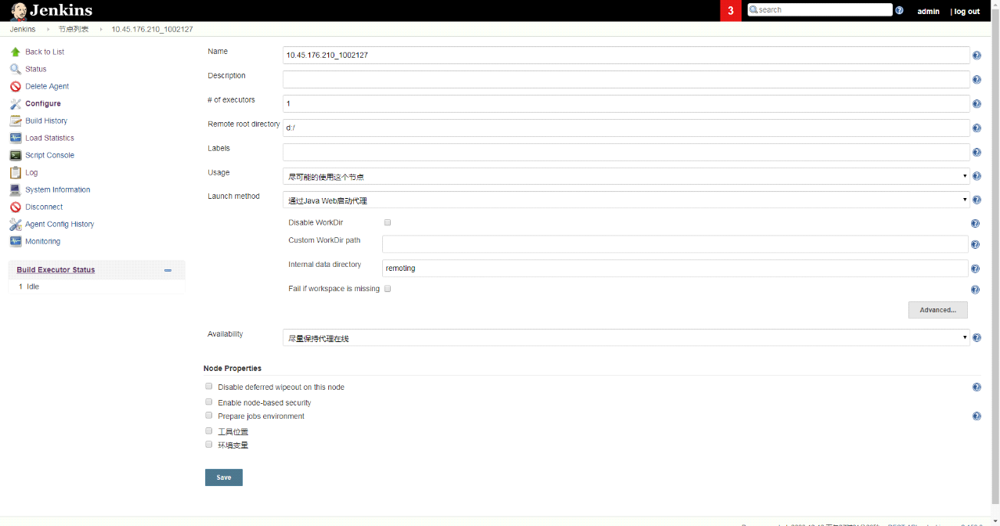 Jenkins
3
search
admin
| log out
Jenkins 节点列表 10.45.176.210_1002127
Back to List
Status
Delete Agent
Configure
Build History
Load Statistics
Script Console
Log
System Information
Disconnect
Agent Config History
Monitoring
Build Executor Status
1 Idle
Name 10.45.176.210_1002127
Description
# of executors 1
Remote root directory d:/
Labels
Usage 尽可能的使用这个节点
Launch method 通过Java Web启动代理
Disable WorkDir
Custom WorkDir path
Internal data directory remoting
Fail if workspace is missing
Advanced...
Availability 尽量保持代理在线
Node Properties
Disable deferred wipeout on this node
Enable node-based security
Prepare jobs environment
工具位置
环境变量
Save